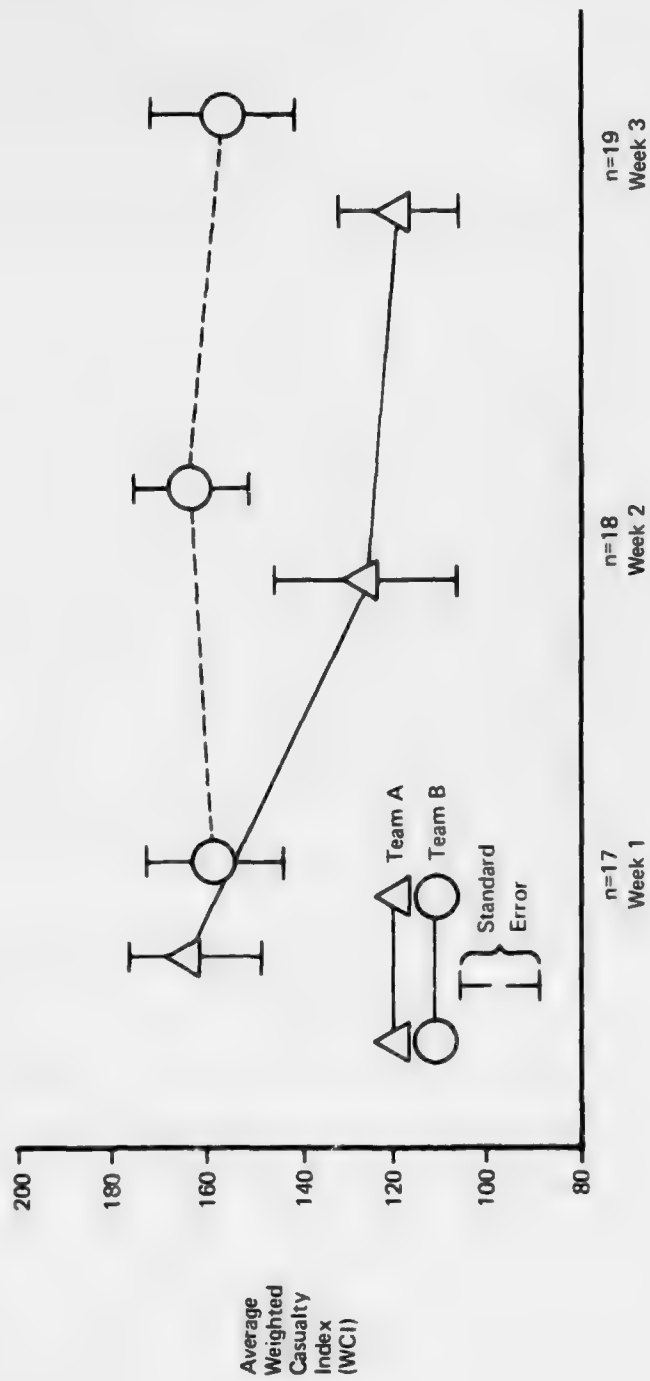 Average
Weighted
Casualty
Index
(WCI)
200
180
160
140
120
100
80
Team A
Team B
Standard
Error
n=17
Week 1
n=18
Week 2
n=19
Week 3